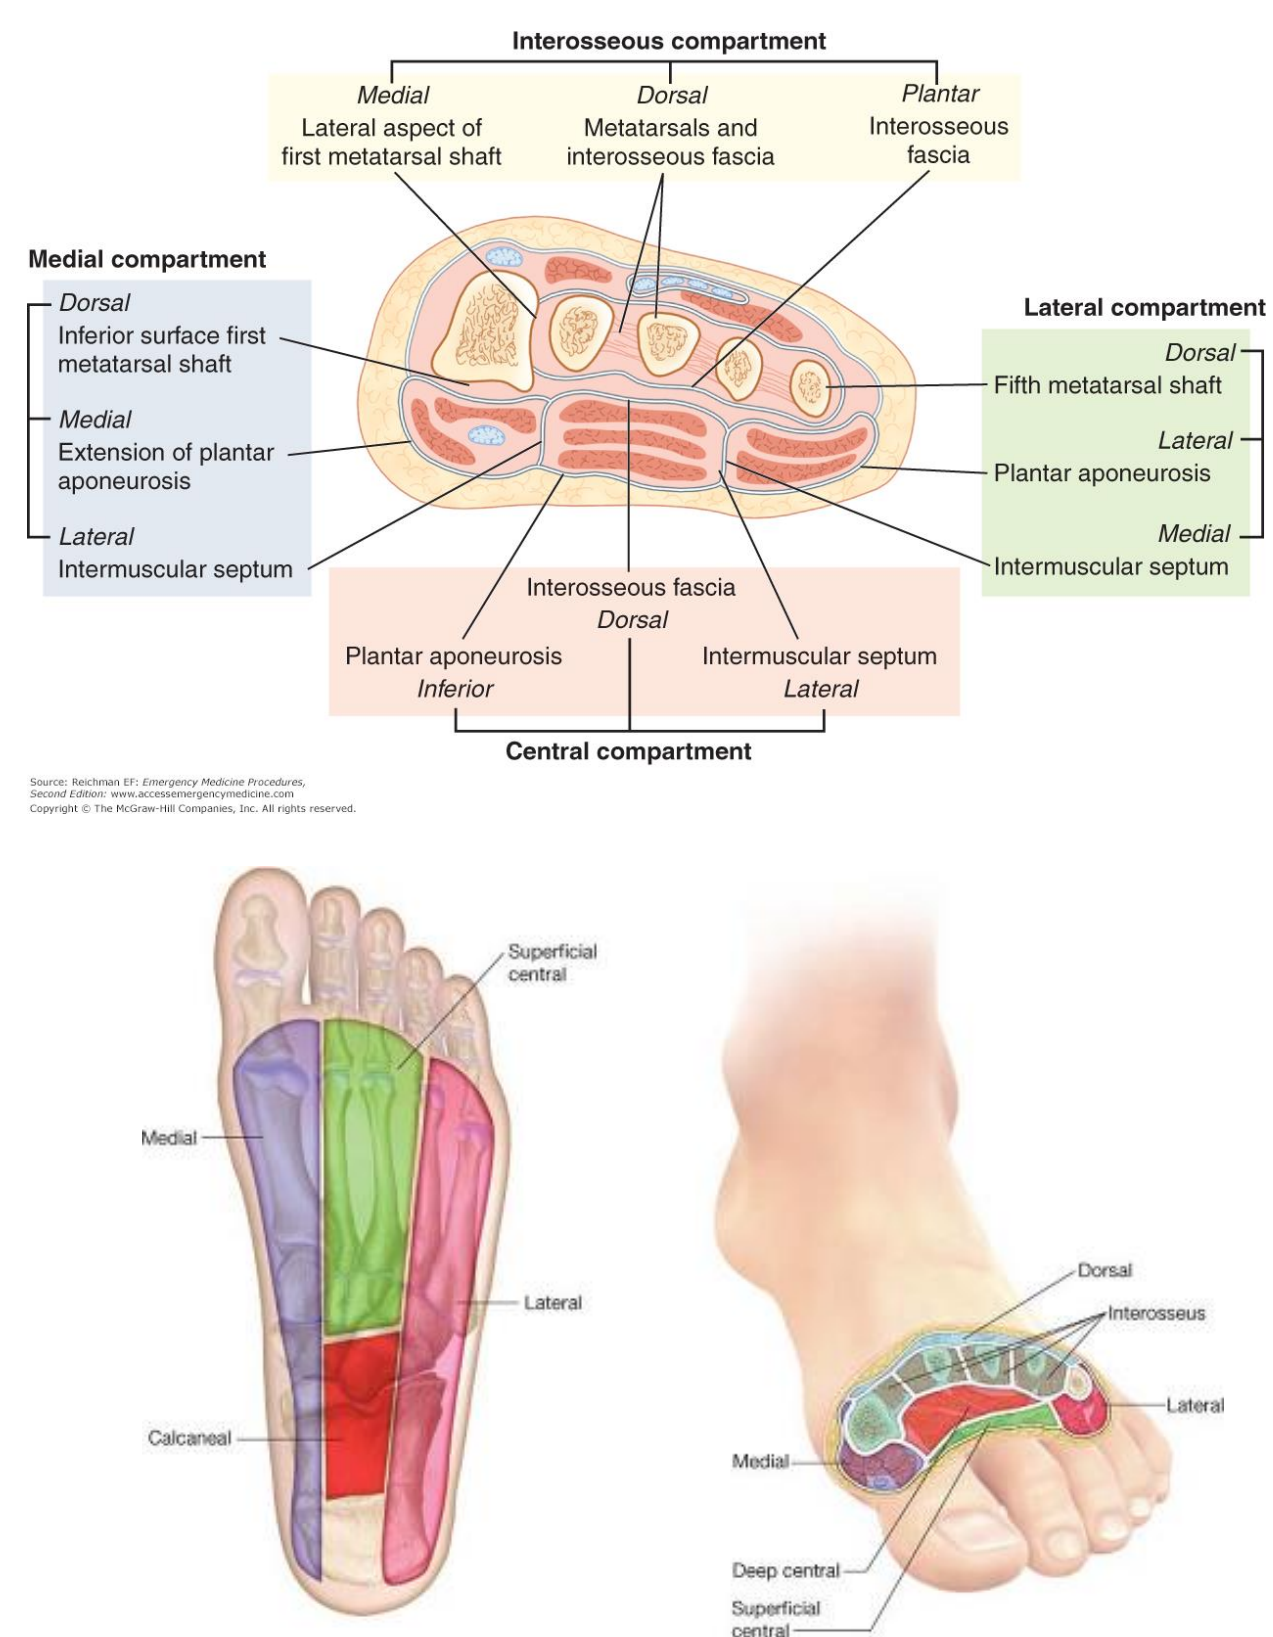 Interosseous compartment
Medial
Lateral aspect of
first metatarsal shaft
Dorsal
Metatarsals and
interosseous fascia
Plantar
Interosseous
fascia
Medial compartment
Dorsal
Inferior surface first
metatarsal shaft
Medial
Extension of plantar
aponeurosis
Lateral
Intermuscular septum
Lateral compartment
Dorsal
Fifth metatarsal shaft
Lateral
Plantar aponeurosis
Medial
Intermuscular septum
Interosseous fascia
Dorsal
Plantar aponeurosis
Inferior
Intermuscular septum
Lateral
Central compartment
Source: Reichman EF: Emergency Medicine Procedures,
Second Edition: www.accessemergencymedicine.com
Copyright © The McGraw-Hill Companies, Inc. All rights reserved.
Superficial
central
Medial
Lateral
Calcaneal
Dorsal
Interosseus
Lateral
Medial
Deep central
Superficial
central